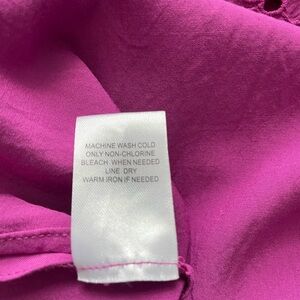 MACHINE WASH COLD
ONLY NON-CHLORINE
BLEACH WHEN NEEDED
LINE DRY
WARM IRON IF NEEDED